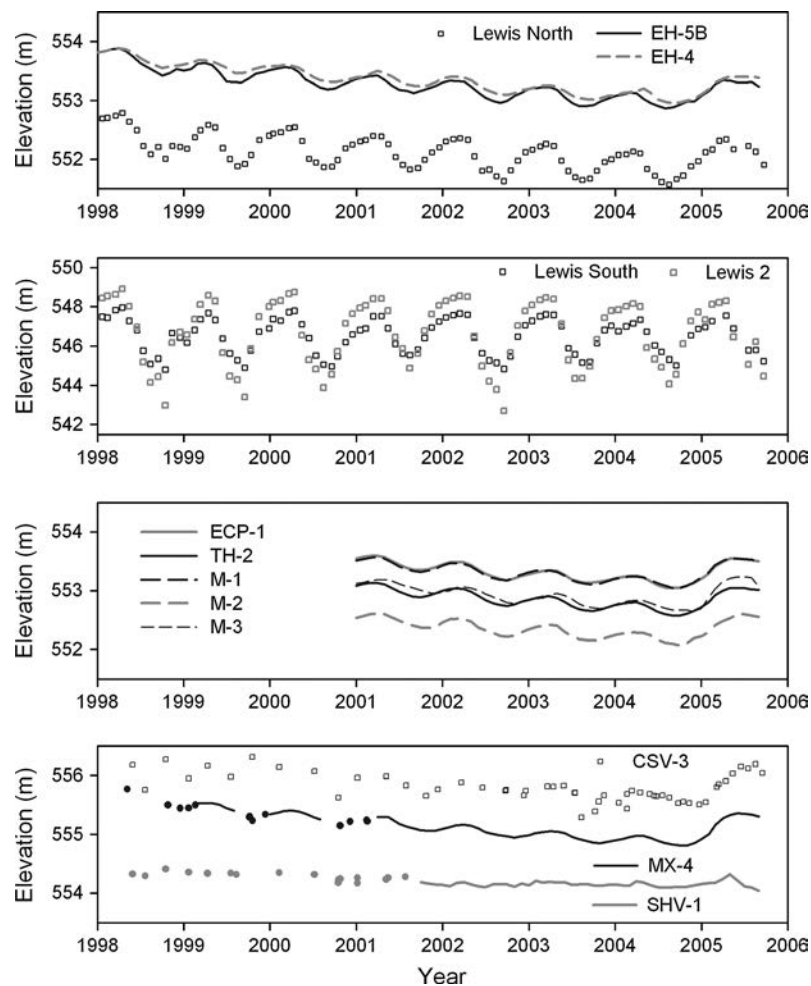 Elevation (m)
554
553
552
Lewis North
EH-5B
EH-4
1998 1999 2000 2001 2002 2003 2004 2005 2006
Elevation (m)
550
548
546
544
542
Lewis South
Lewis 2
1998 1999 2000 2001 2002 2003 2004 2005 2006
Elevation (m)
554
553
552
ECP-1
TH-2
M-1
M-2
M-3
1998 1999 2000 2001 2002 2003 2004 2005 2006
Elevation (m)
556
555
554
CSV-3
MX-4
SHV-1
1998 1999 2000 2001 2002 2003 2004 2005 2006
Year